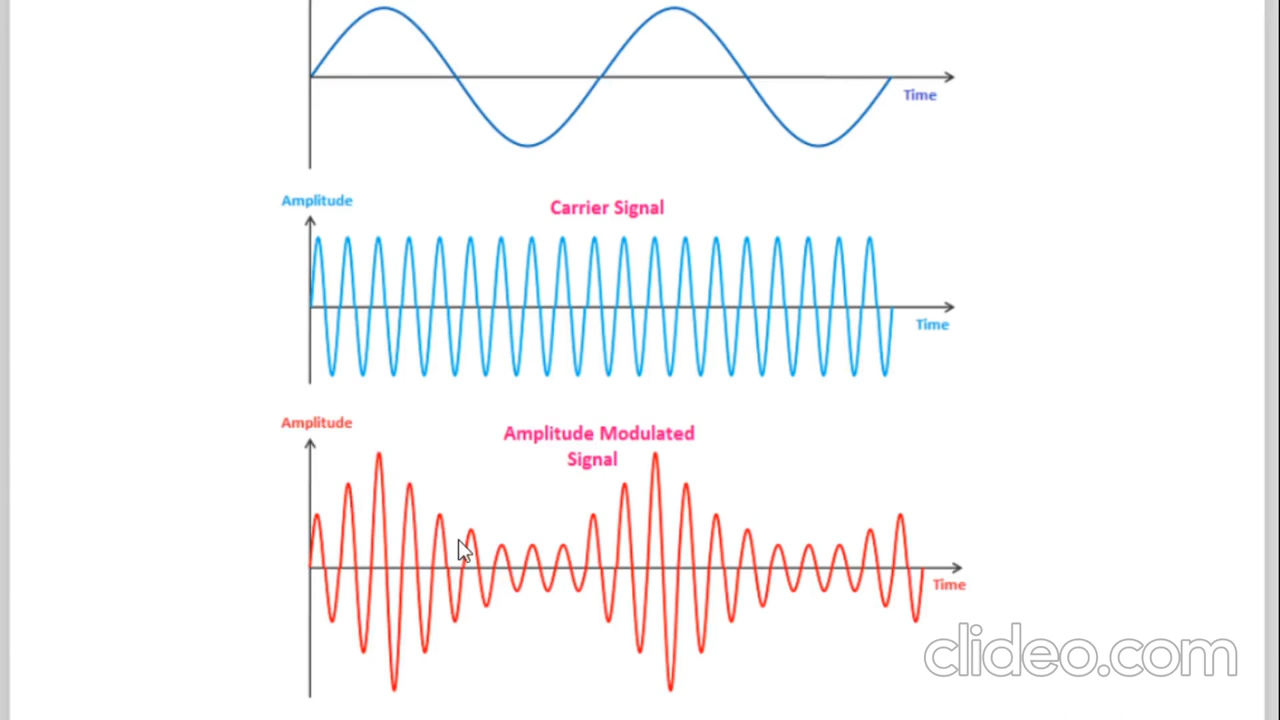 Time
Amplitude
Carrier Signal
Time
Amplitude
Amplitude Modulated
Signal
Time
clideo.com